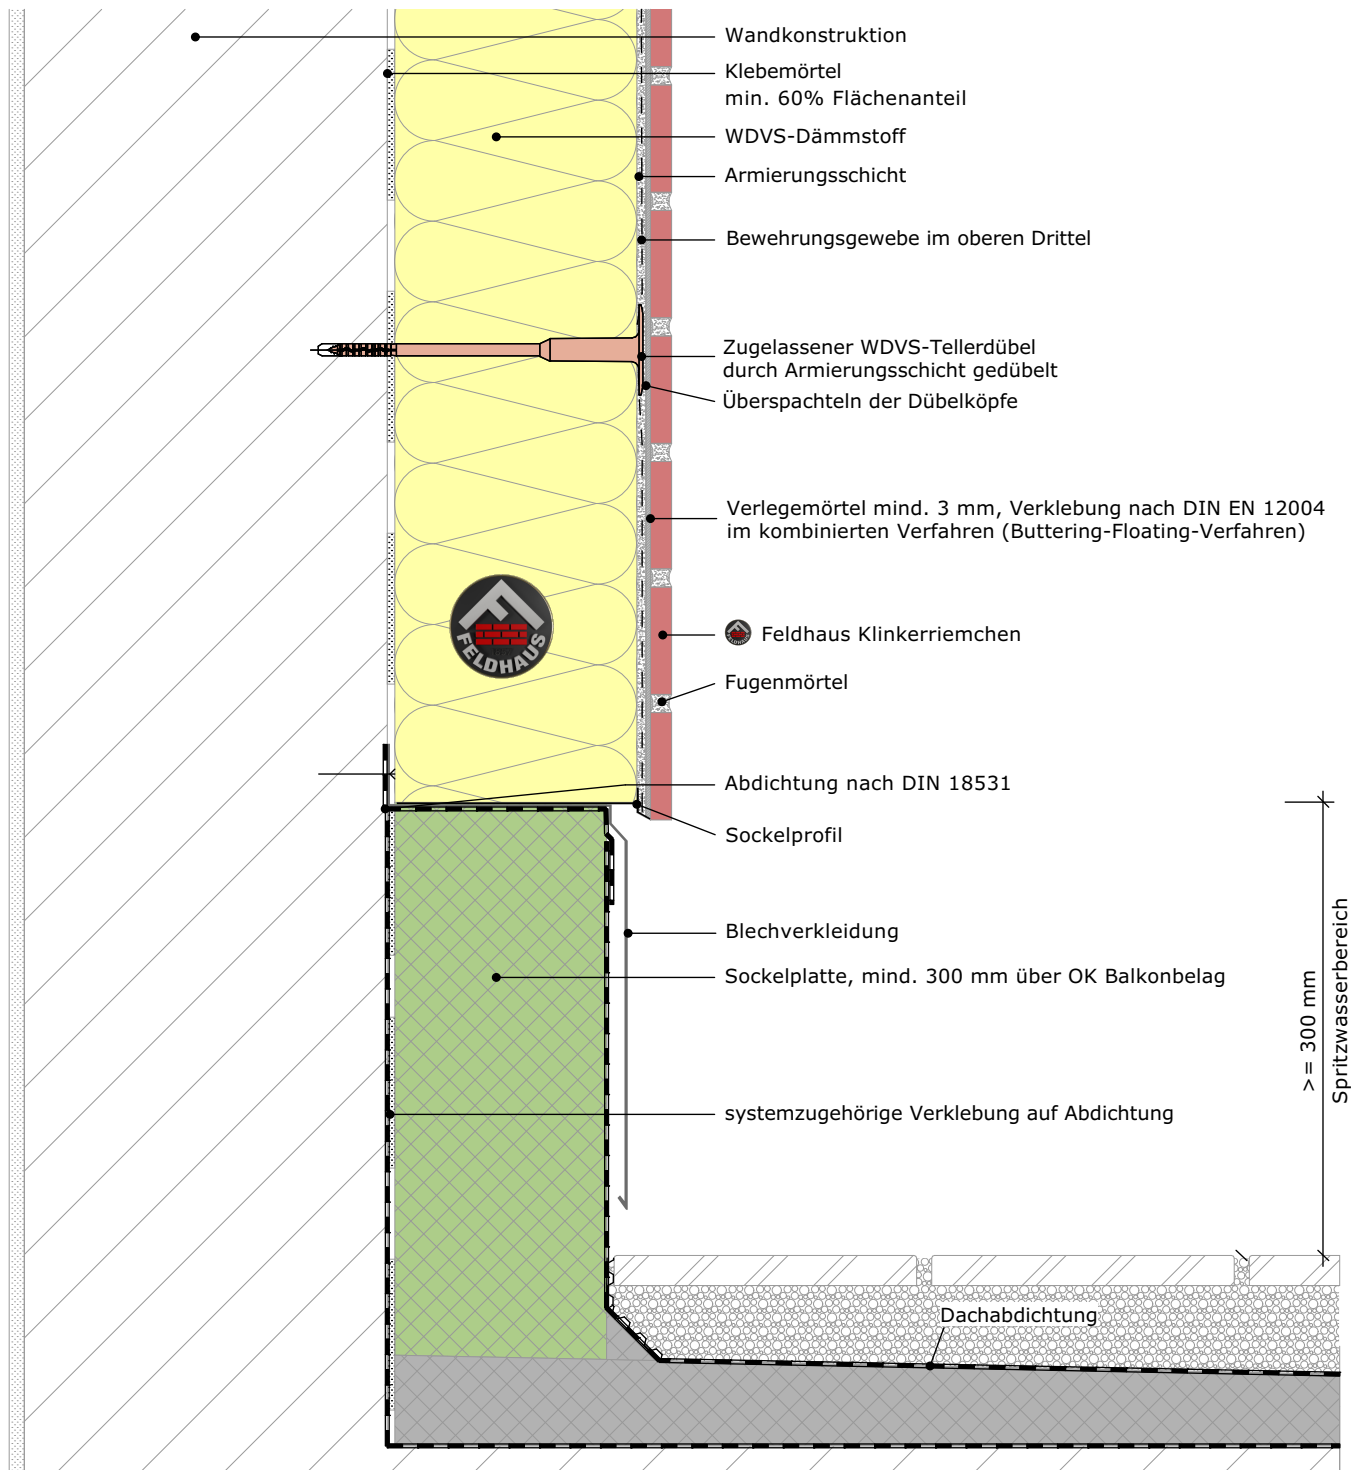 Wandkonstruktion
Klebemörtel
min. 60% Flächenanteil
WDVS-Dämmstoff
Armierungsschicht
Bewehrungsgewebe im oberen Drittel
Zugelassener WDVS-Tellerdübel
durch Armierungsschicht gedübelt
Überspachteln der Dübelköpfe
Verlegemörtel mind. 3 mm, Verklebung nach DIN EN 12004
im kombinierten Verfahren (Buttering-Floating-Verfahren)
FELDHAUS
Feldhaus Klinkerriemchen
Fugenmörtel
Abdichtung nach DIN 18531
Sockelprofil
Blechverkleidung
Sockelplatte, mind. 300 mm über OK Balkonbelag
>= 300 mm
Spritzwasserbereich
systemzugehörige Verklebung auf Abdichtung
Dachabdichtung